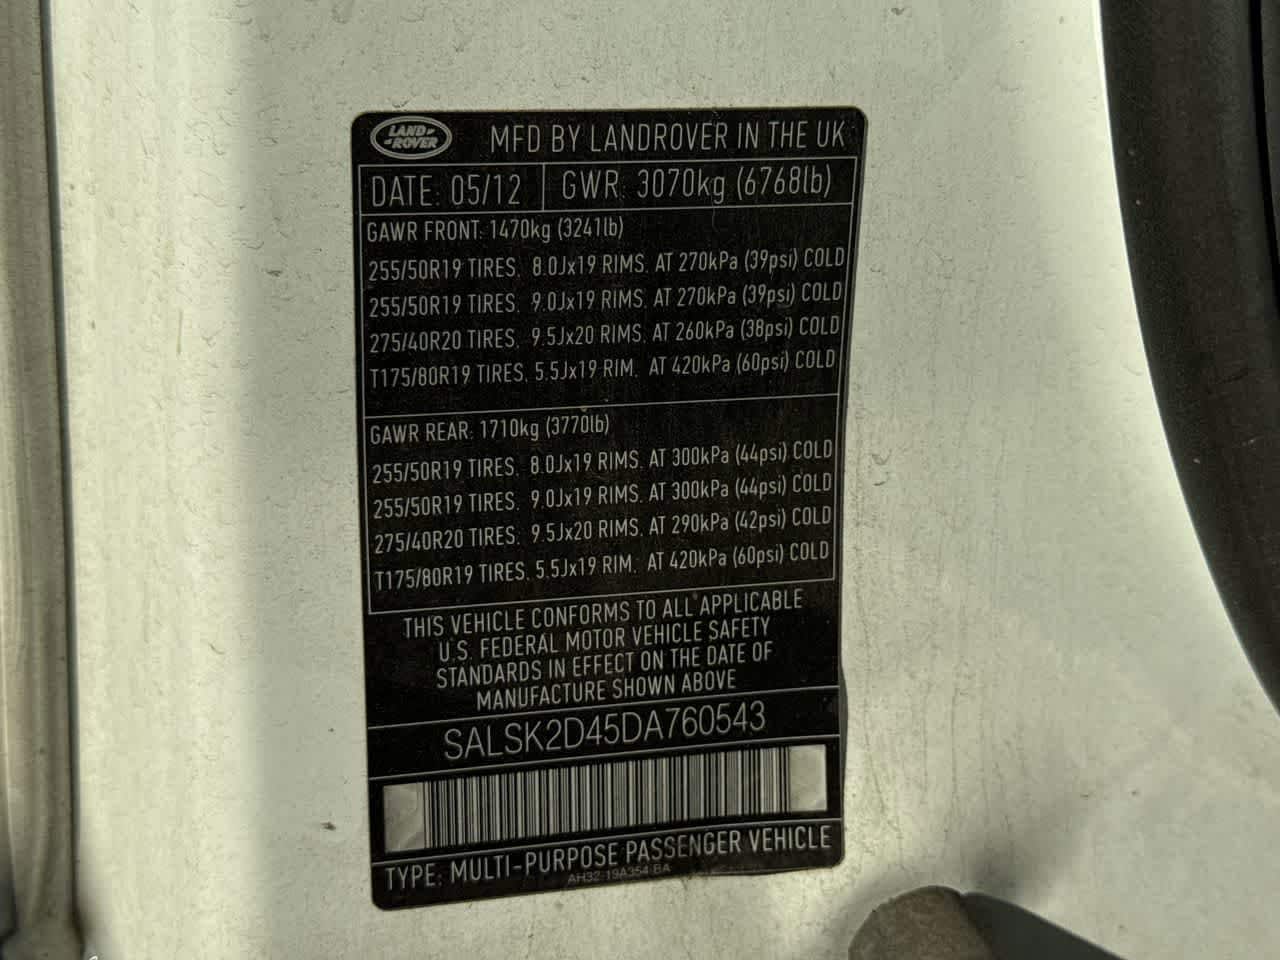 LAND ROVER MFD BY LANDROVER IN THE UK
DATE: 05/12 GWR: 3070kg (6768lb)
GAWR FRONT: 1470kg (3241lb)
255/50R19 TIRES, 8.0Jx19 RIMS, AT 270kPa (39psi) COLD
255/50R19 TIRES, 9.0Jx19 RIMS, AT 270kPa (39psi) COLD
275/40R20 TIRES, 9.5Jx20 RIMS, AT 260kPa (38psi) COLD
T175/80R19 TIRES, 5.5Jx19 RIM, AT 420kPa (60psi) COLD
GAWR REAR: 1710kg (3770lb)
255/50R19 TIRES, 8.0Jx19 RIMS, AT 300kPa (44psi) COLD
255/50R19 TIRES, 9.0Jx19 RIMS, AT 300kPa (44psi) COLD
275/40R20 TIRES, 9.5Jx20 RIMS, AT 290kPa (42psi) COLD
T175/80R19 TIRES, 5.5Jx19 RIM, AT 420kPa (60psi) COLD
THIS VEHICLE CONFORMS TO ALL APPLICABLE
U.S. FEDERAL MOTOR VEHICLE SAFETY
STANDARDS IN EFFECT ON THE DATE OF
MANUFACTURE SHOWN ABOVE
SALSK2D45DA760543
TYPE: MULTI-PURPOSE PASSENGER VEHICLE
AH32-19A354-BA